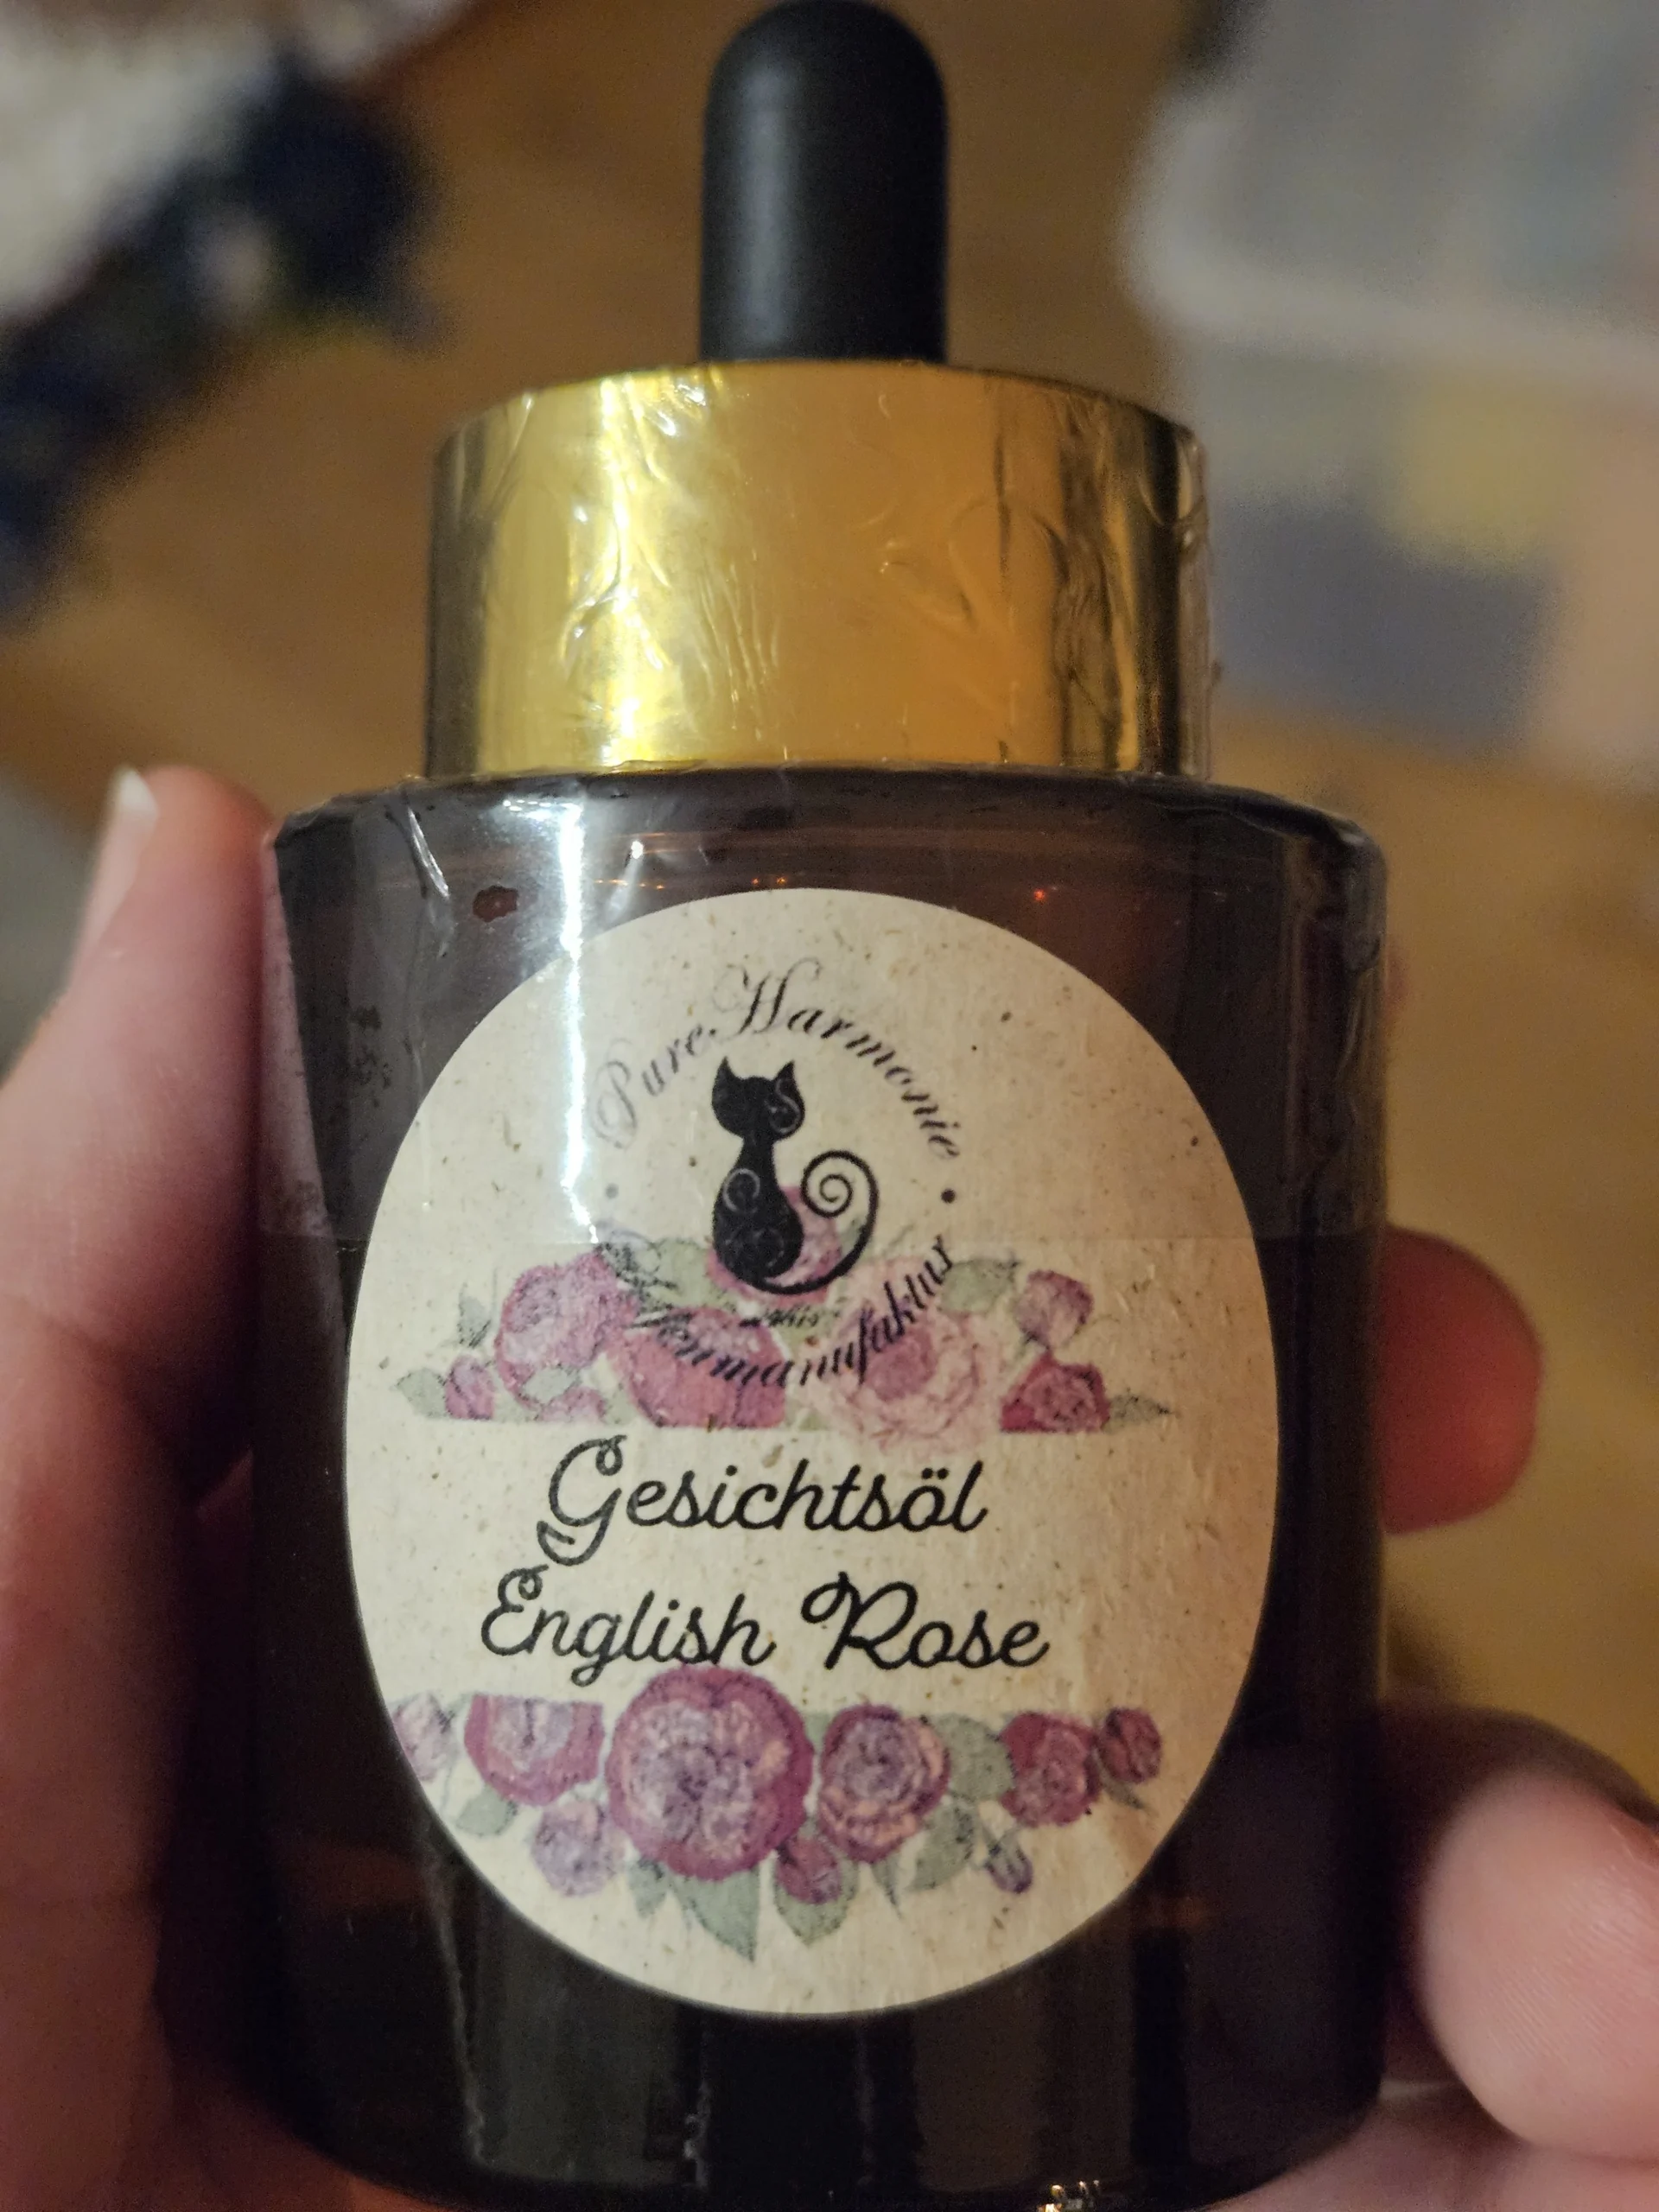 PureHarmonie
Gesichtsöl
English Rose